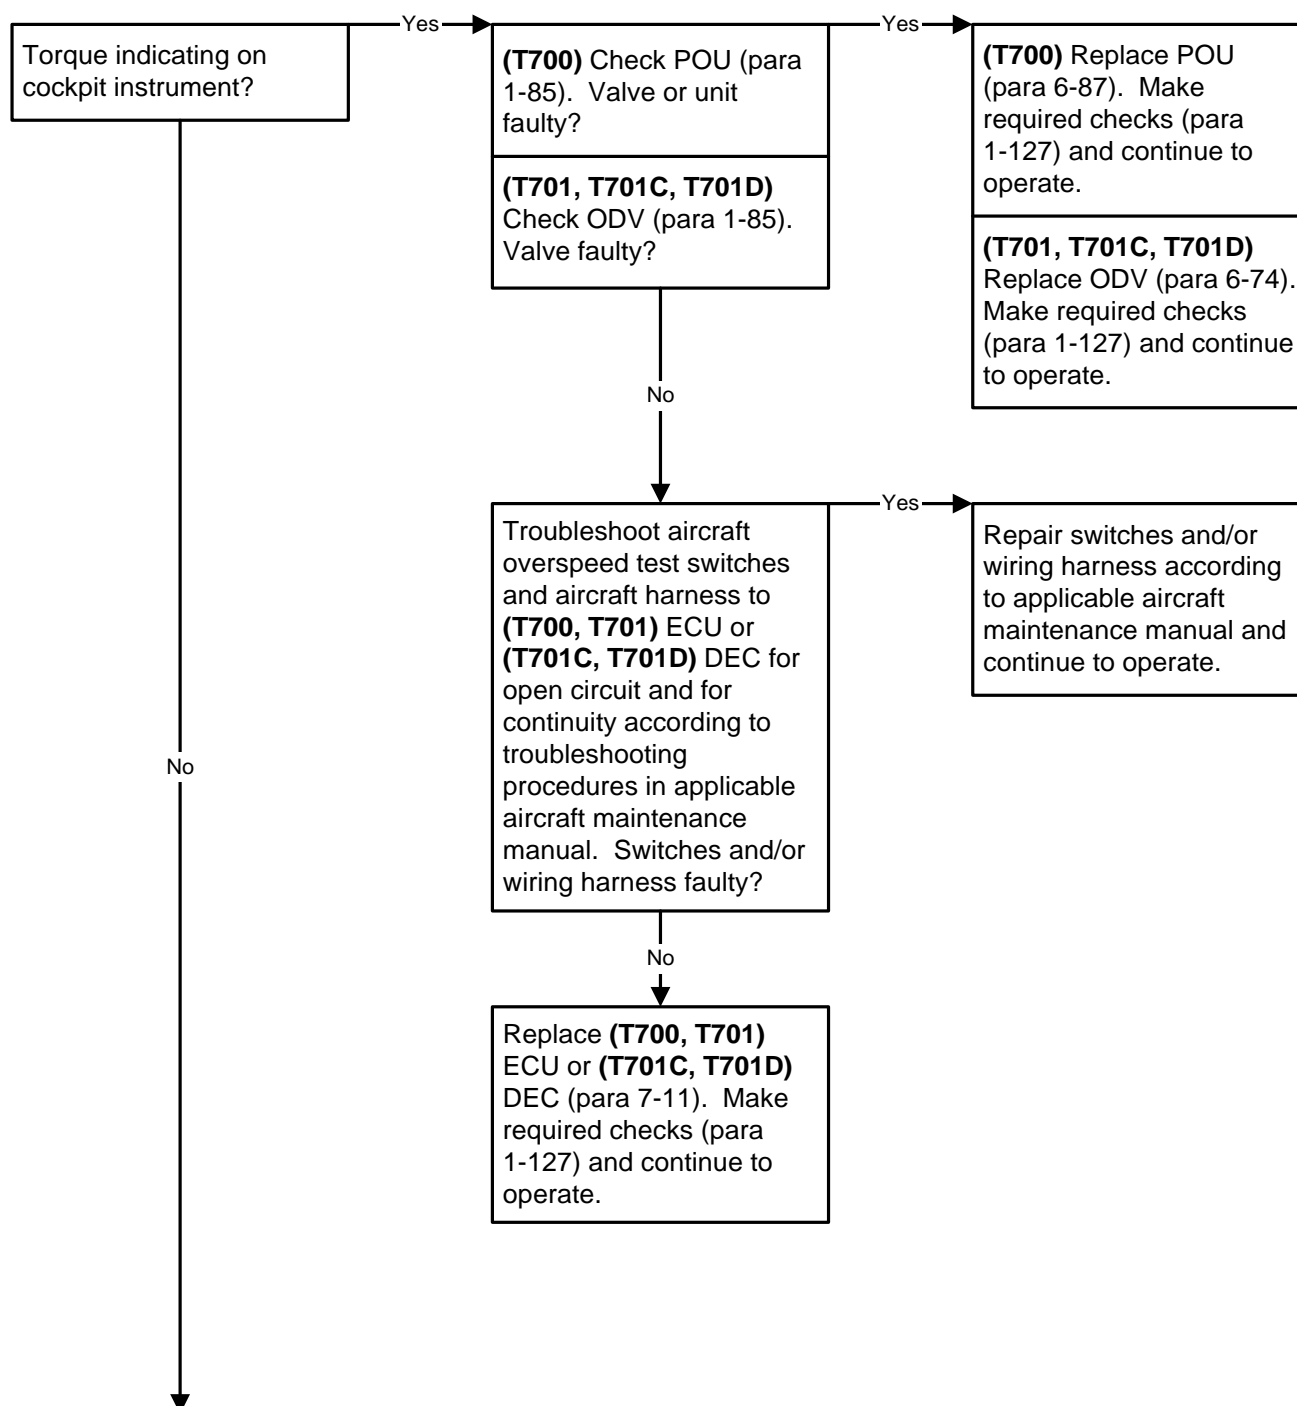 Torque indicating on
cockpit instrument?
Yes
(T700) Check POU (para
1-85). Valve or unit
faulty?
(T701, T701C, T701D)
Check ODV (para 1-85).
Valve faulty?
Yes
(T700) Replace POU
(para 6-87). Make
required checks (para
1-127) and continue to
operate.
(T701, T701C, T701D)
Replace ODV (para 6-74).
Make required checks
(para 1-127) and continue
to operate.
No
Troubleshoot aircraft
overspeed test switches
and aircraft harness to
(T700, T701) ECU or
(T701C, T701D) DEC for
open circuit and for
continuity according to
troubleshooting
procedures in applicable
aircraft maintenance
manual. Switches and/or
wiring harness faulty?
Yes
Repair switches and/or
wiring harness according
to applicable aircraft
maintenance manual and
continue to operate.
No
No
Replace (T700, T701)
ECU or (T701C, T701D)
DEC (para 7-11). Make
required checks (para
1-127) and continue to
operate.